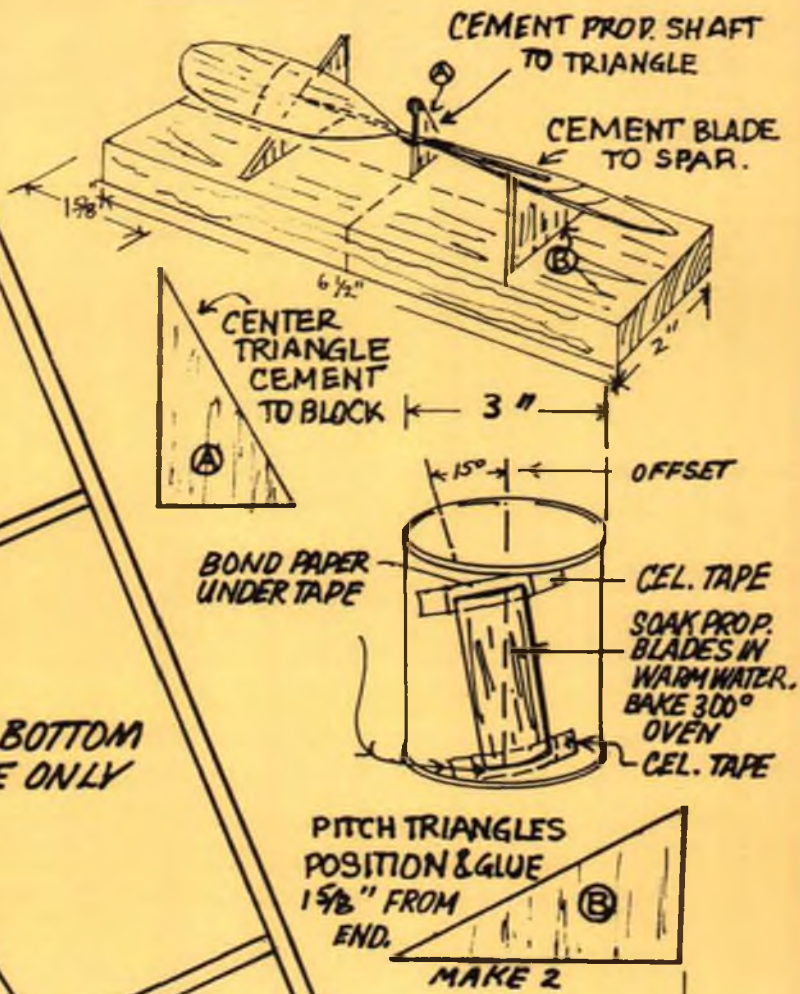 CEMENT PROP. SHAFT
TO TRIANGLE
A
CEMENT BLADE
TO SPAR.
1 5/8"
B
6 1/2"
2"
CENTER
TRIANGLE
CEMENT
TO BLOCK
A
3"
15°
OFFSET
BOND PAPER
UNDER TAPE
CEL. TAPE
SOAK PROP.
BLADES IN
WARM WATER.
BAKE 300°
OVEN
CEL. TAPE
BOTTOM
E ONLY
PITCH TRIANGLES
POSITION & GLUE
1 5/8" FROM
END.
B
MAKE 2